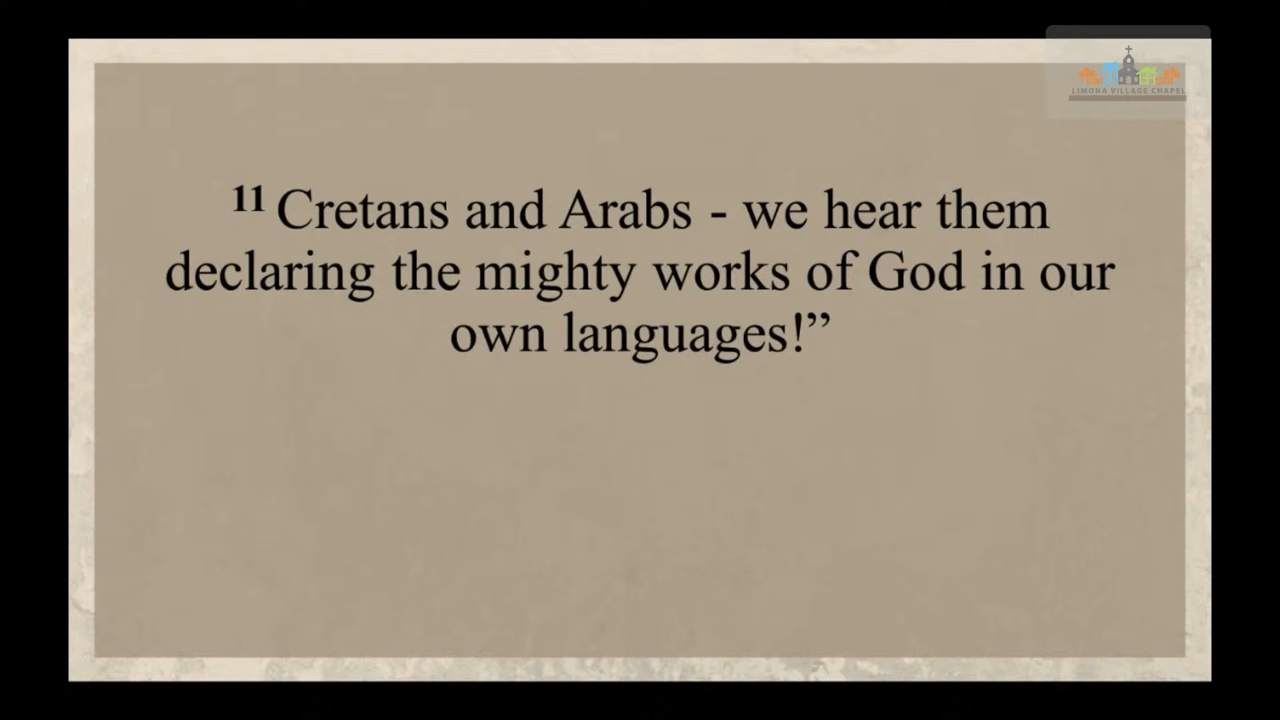 LIMONA VILLAGE CHAPEL
11 Cretans and Arabs - we hear them
declaring the mighty works of God in our
own languages!”